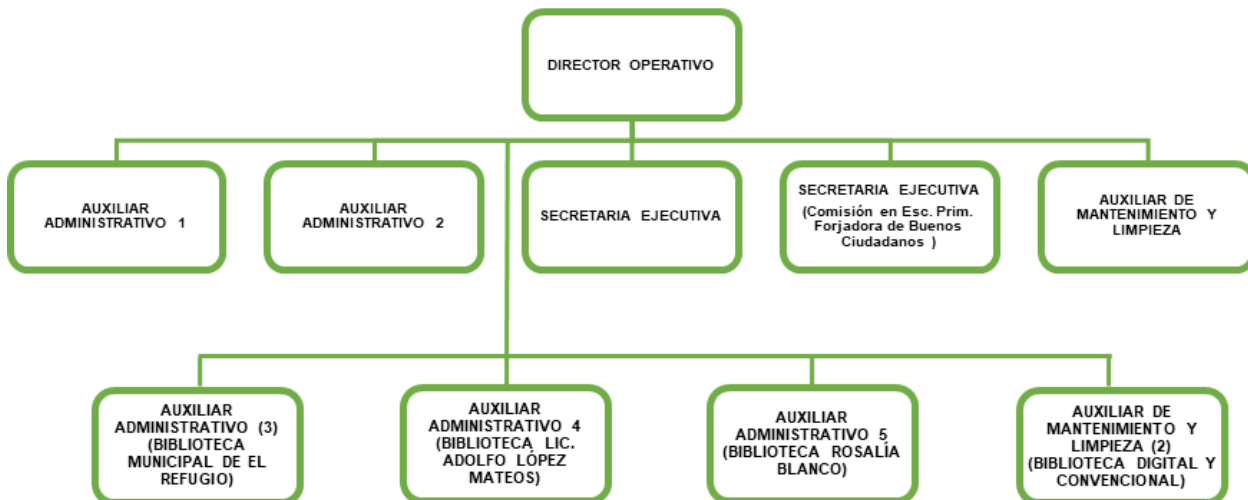 DIRECTOR OPERATIVO
AUXILIAR
ADMINISTRATIVO 1
AUXILIAR
ADMINISTRATIVO 2
SECRETARIA EJECUTIVA
SECRETARIA EJECUTIVA
(Comisión en Esc. Prim.
Forjadora de Buenos
Ciudadanos )
AUXILIAR DE
MANTENIMIENTO Y
LIMPIEZA
AUXILIAR
ADMINISTRATIVO (3)
(BIBLIOTECA
MUNICIPAL DE EL
REFUGIO)
AUXILIAR
ADMINISTRATIVO 4
(BIBLIOTECA LIC.
ADOLFO LÓPEZ
MATEOS)
AUXILIAR
ADMINISTRATIVO 5
(BIBLIOTECA ROSALÍA
BLANCO)
AUXILIAR DE
MANTENIMIENTO Y
LIMPIEZA (2)
(BIBLIOTECA DIGITAL Y
CONVENCIONAL)